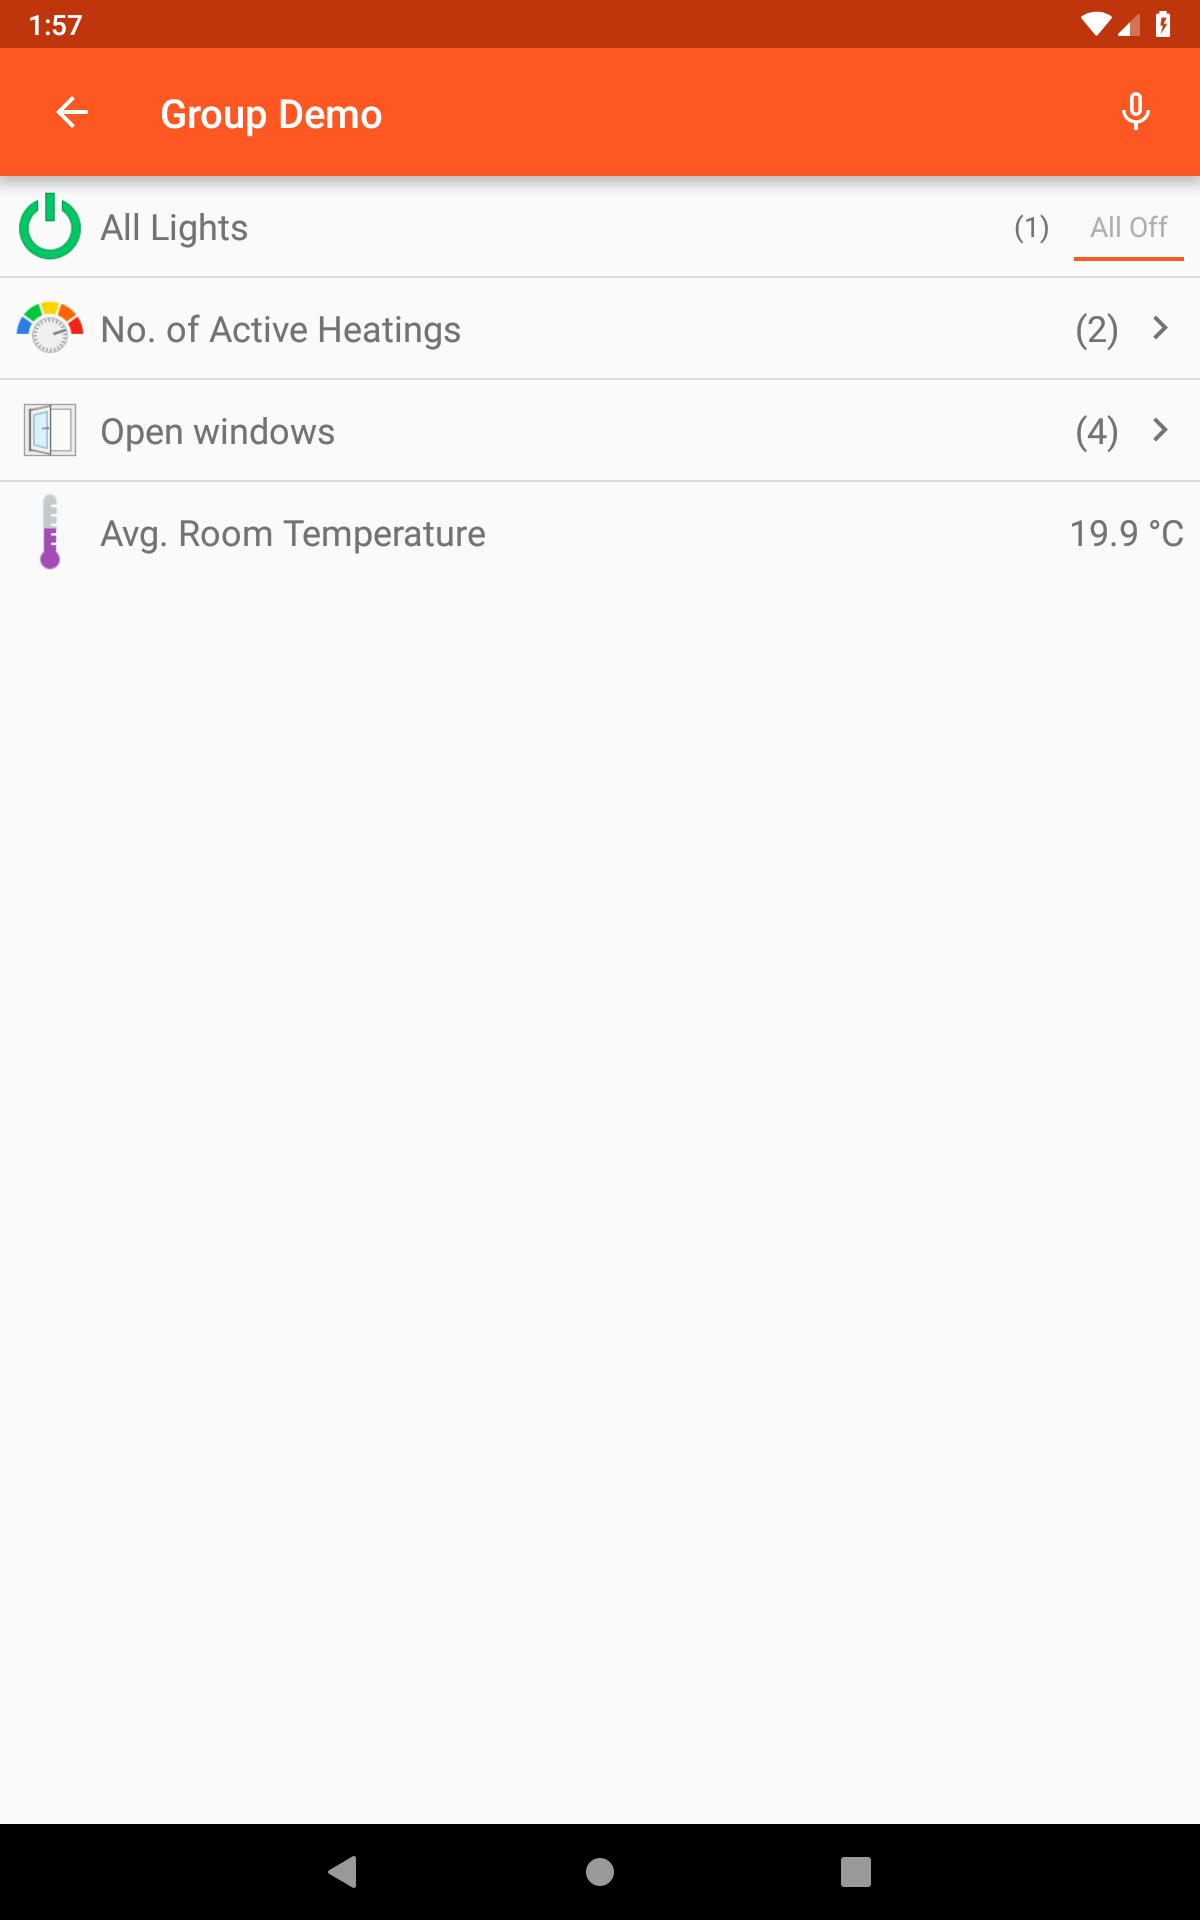 1:57
Group Demo
All Lights (1) All Off
No. of Active Heatings (2)
Open windows (4)
Avg. Room Temperature 19.9 °C